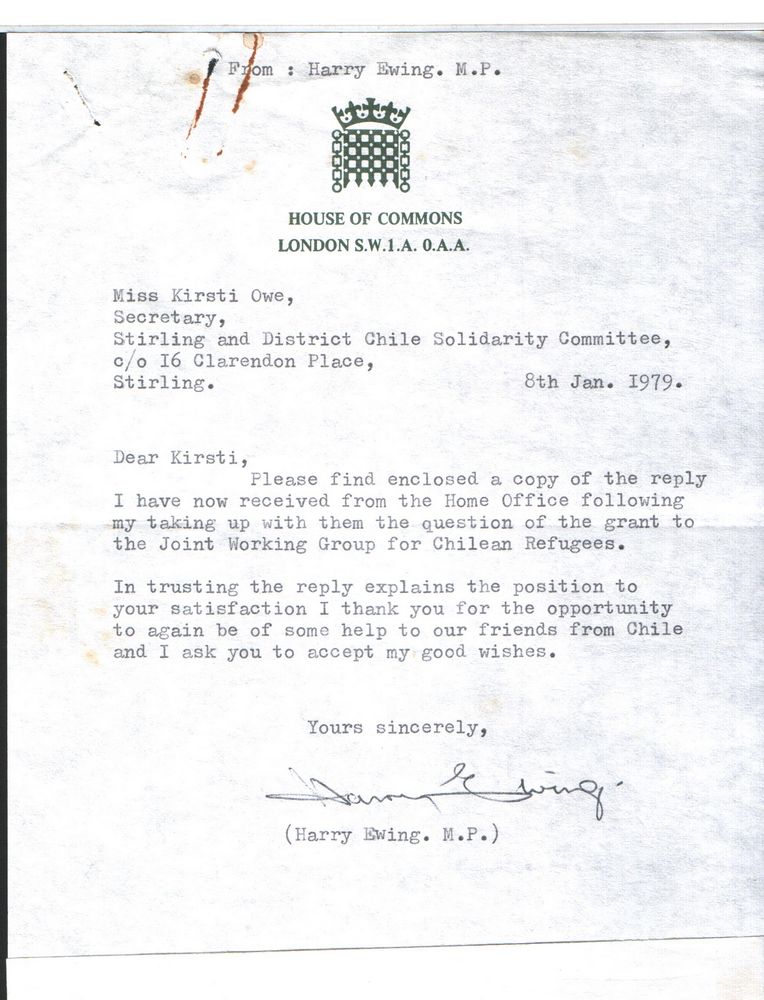 From : Harry Ewing. M.P.
HOUSE OF COMMONS
LONDON S.W.1.A. 0.A.A.
Miss Kirsti Owe,
Secretary,
Stirling and District Chile Solidarity Committee,
c/o I6 Clarendon Place,
Stirling. 8th Jan. I979.
Dear Kirsti,
Please find enclosed a copy of the reply
I have now received from the Home Office following
my taking up with them the question of the grant to
the Joint Working Group for Chilean Refugees.
In trusting the reply explains the position to
your satisfaction I thank you for the opportunity
to again be of some help to our friends from Chile
and I ask you to accept my good wishes.
Yours sincerely,
Harry Ewing.
(Harry Ewing. M.P.)